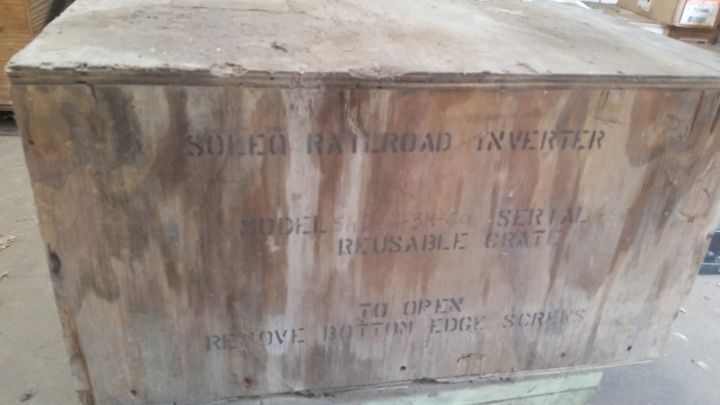 SOLEQ RAILROAD INVERTER
MODEL SERIAL
REUSABLE CRATE
TO OPEN
REMOVE BOTTOM EDGE SCREWS